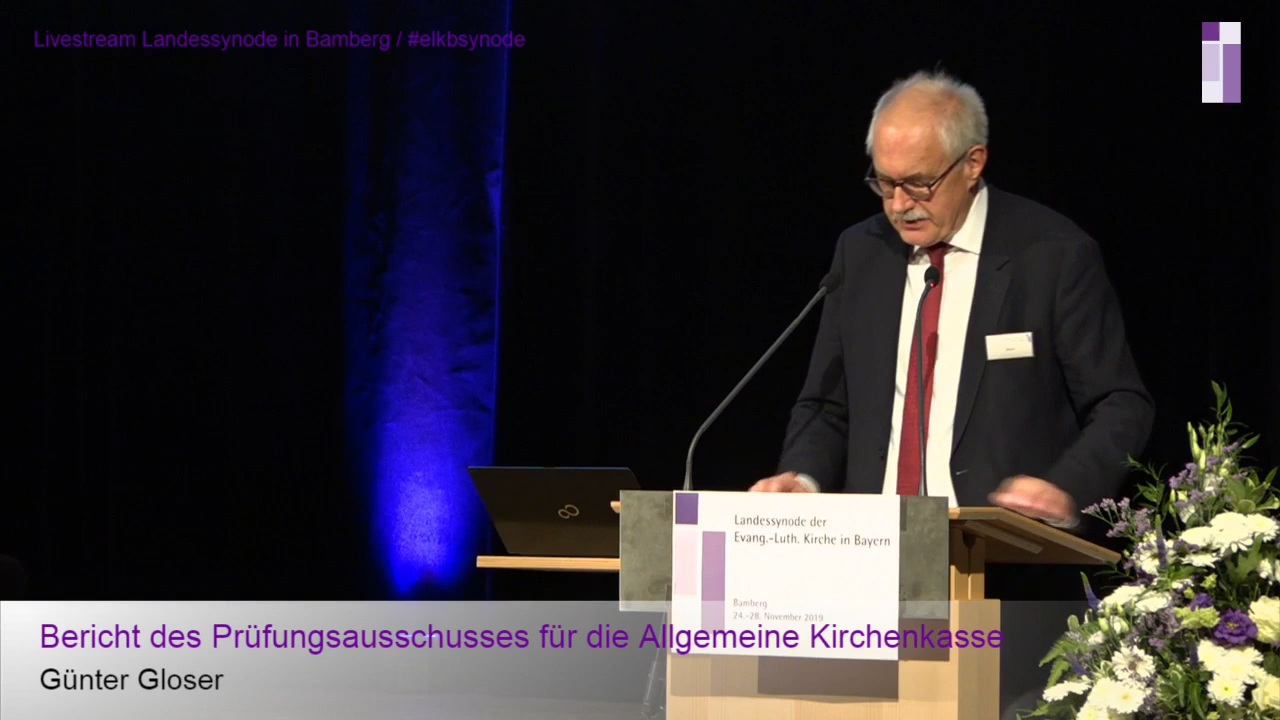 Livestream Landessynode in Bamberg / #elkbsynode
Landessynode der
Evang.-Luth. Kirche in Bayern
Bamberg
24.-28. November 2019
Bericht des Prüfungsausschusses für die Allgemeine Kirchenkasse
Günter Gloser